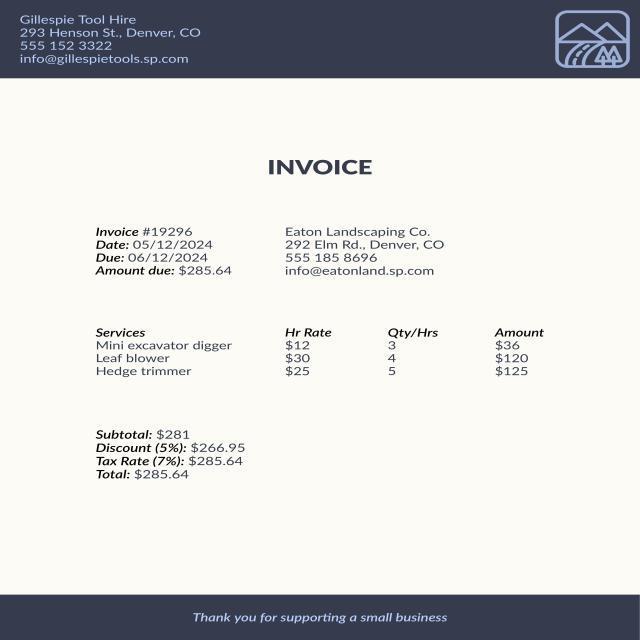 Gillespie Tool Hire
293 Henson St., Denver, CO
555 152 3322
info@gillespietools.sp.com
INVOICE
Invoice #19296
Date: 05/12/2024
Due: 06/12/2024
Amount due: $285.64
Eaton Landscaping Co.
292 Elm Rd., Denver, CO
555 185 8696
info@eatonland.sp.com
Services Hr Rate Qty/Hrs Amount
Mini excavator digger $12 3 $36
Leaf blower $30 4 $120
Hedge trimmer $25 5 $125
Subtotal: $281
Discount (5%): $266.95
Tax Rate (7%): $285.64
Total: $285.64
Thank you for supporting a small business